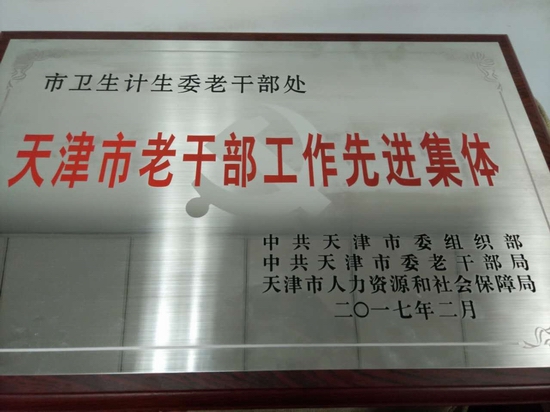 市卫生计生委老干部处
天津市老干部工作先进集体
中共天津市委组织部
中共天津市委老干部局
天津市人力资源和社会保障局
二〇一七年二月